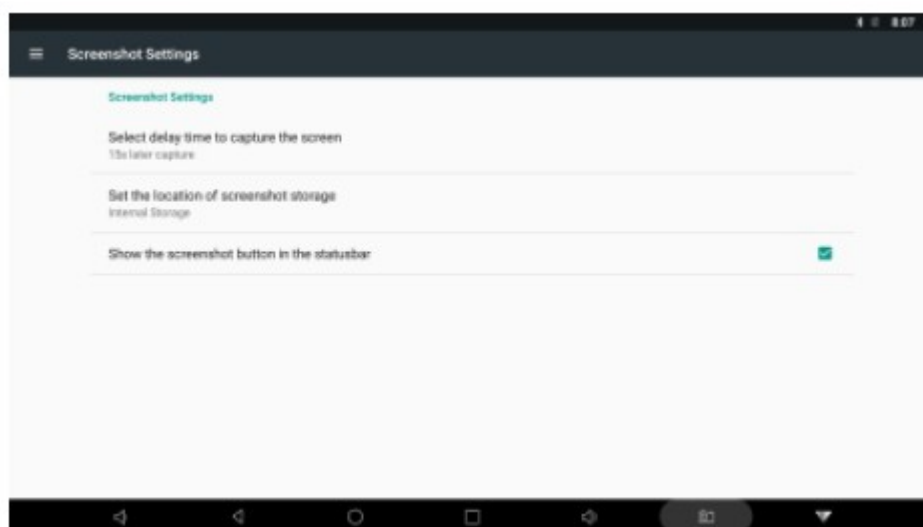 8:07
Screenshot Settings
Screenshot Settings
Select delay time to capture the screen
15s later capture
Set the location of screenshot storage
Internal Storage
Show the screenshot button in the statusbar